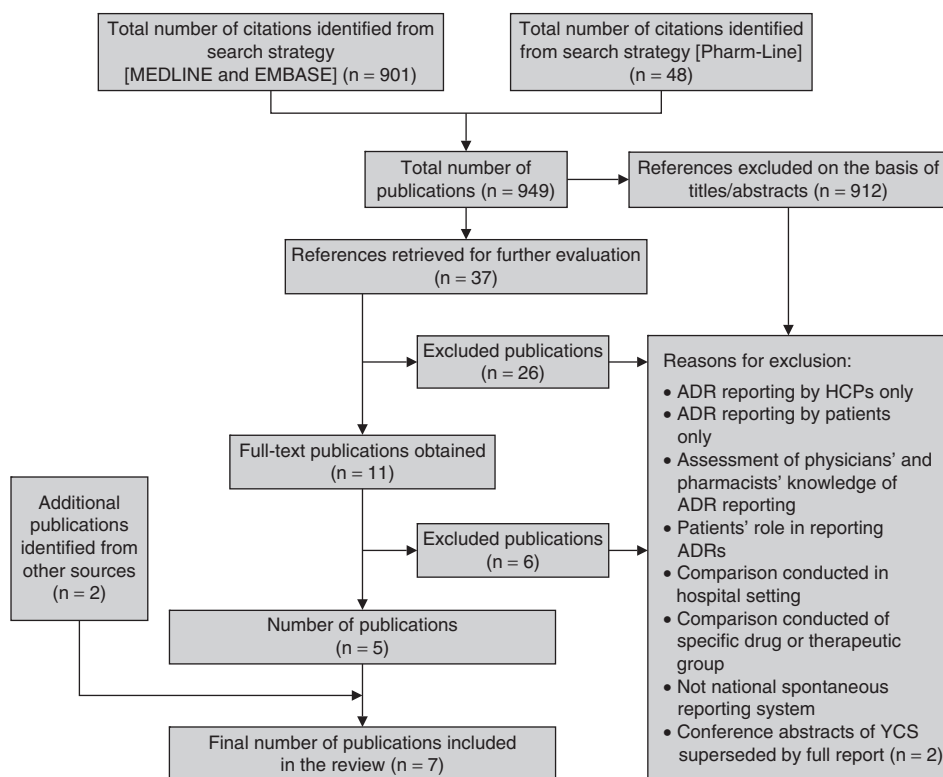 Total number of citations identified from
search strategy
[MEDLINE and EMBASE] (n = 901)
Total number of citations identified
from search strategy [Pharm-Line]
(n = 48)
Total number of
publications (n = 949)
References excluded on the basis of
titles/abstracts (n = 912)
References retrieved for further evaluation
(n = 37)
Excluded publications
(n = 26)
Full-text publications obtained
(n = 11)
Additional
publications
identified from
other sources
(n = 2)
Excluded publications
(n = 6)
Number of publications
(n = 5)
Final number of publications included
in the review (n = 7)
Reasons for exclusion:
• ADR reporting by HCPs only
• ADR reporting by patients
only
• Assessment of physicians’ and
pharmacists’ knowledge of
ADR reporting
• Patients’ role in reporting
ADRs
• Comparison conducted in
hospital setting
• Comparison conducted of
specific drug or therapeutic
group
• Not national spontaneous
reporting system
• Conference abstracts of YCS
superseded by full report (n = 2)